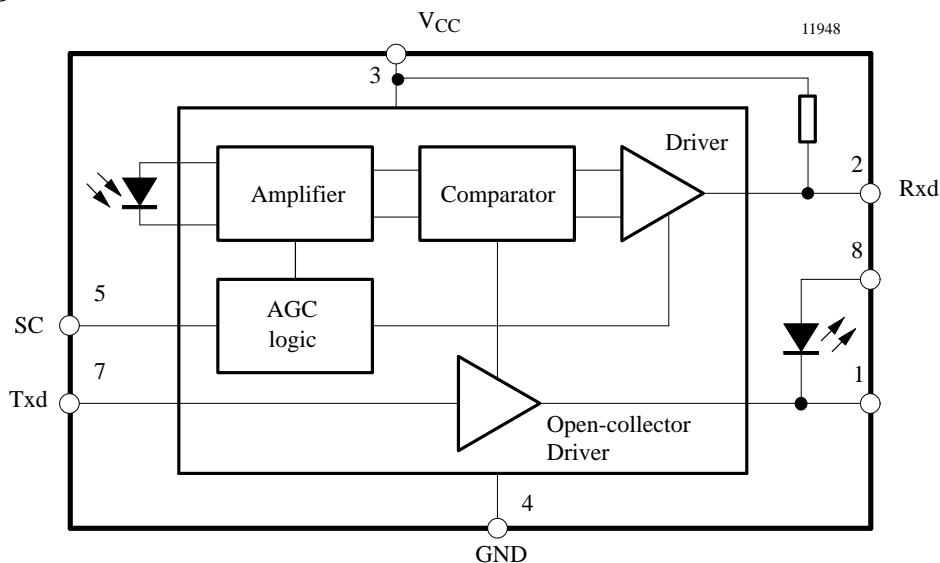 VCC
11948
3
Driver
2
Rxd
Amplifier
Comparator
8
5
SC
AGC
logic
7
Txd
1
Open-collector
Driver
4
GND